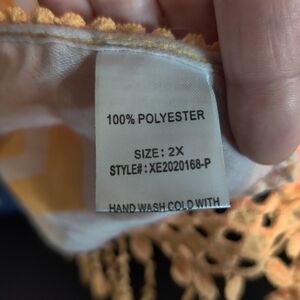 100% POLYESTER
SIZE: 2X
STYLE#: XE2020168-P
HAND WASH COLD WITH